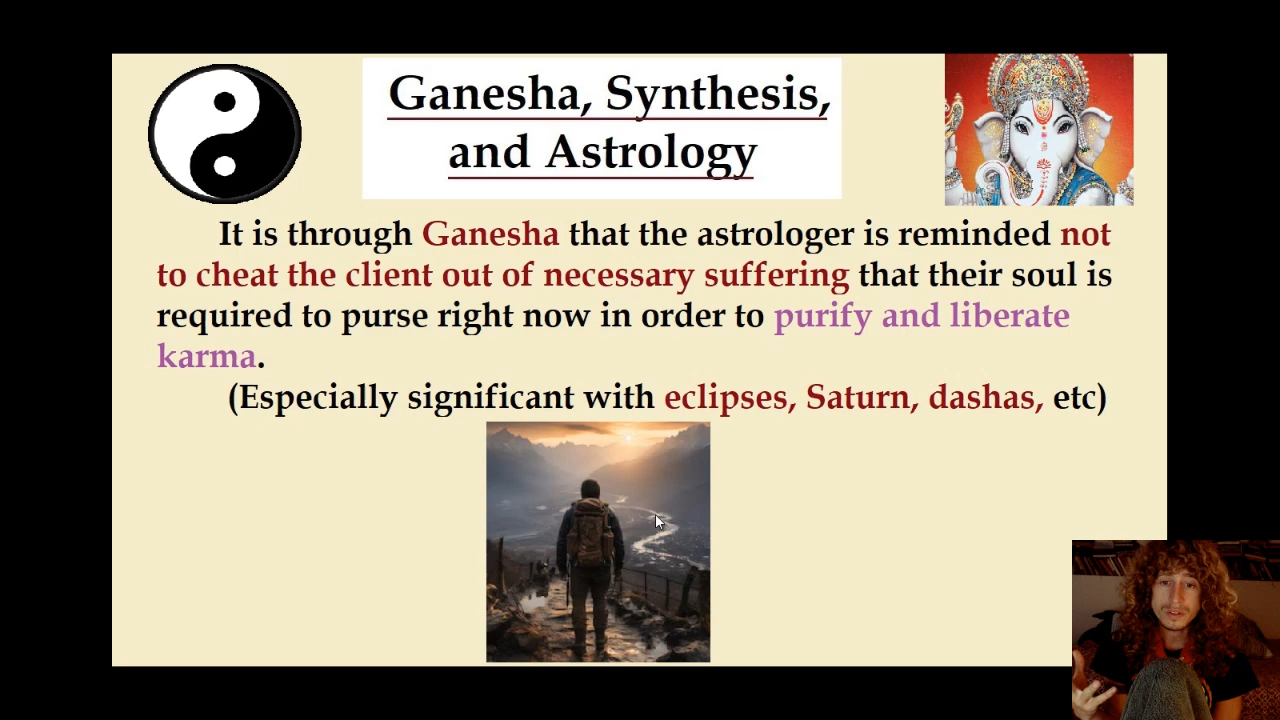 Ganesha, Synthesis,
and Astrology
It is through Ganesha that the astrologer is reminded not
to cheat the client out of necessary suffering that their soul is
required to purse right now in order to purify and liberate
karma.
(Especially significant with eclipses, Saturn, dashas, etc)